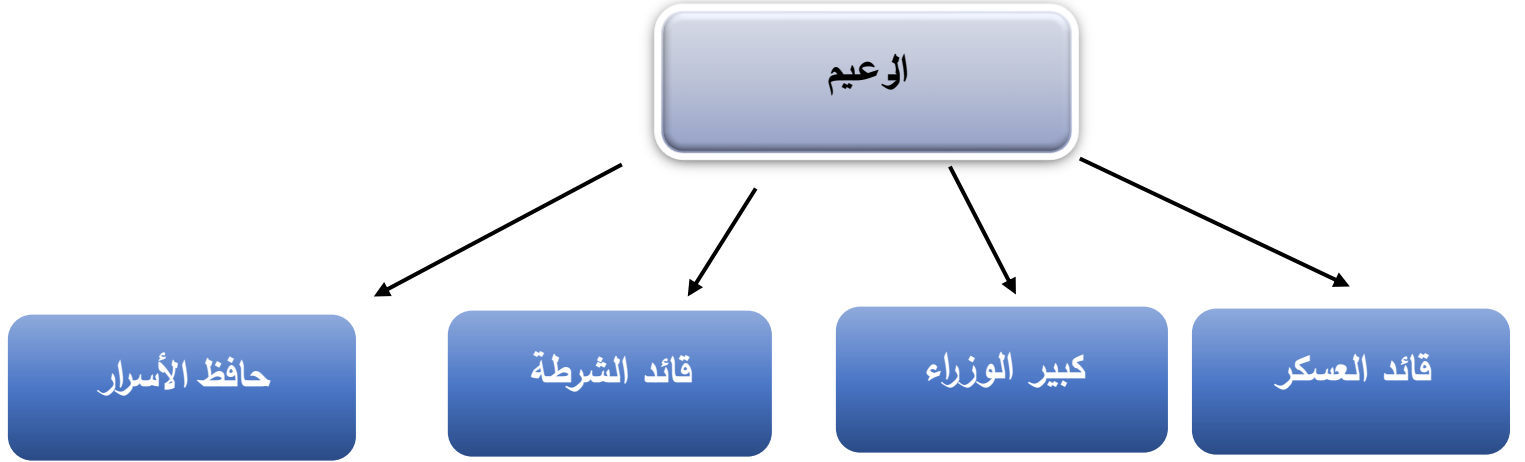 الزعيم
قائد العسكر
كبير الوزراء
قائد الشرطة
حافظ الأسرار